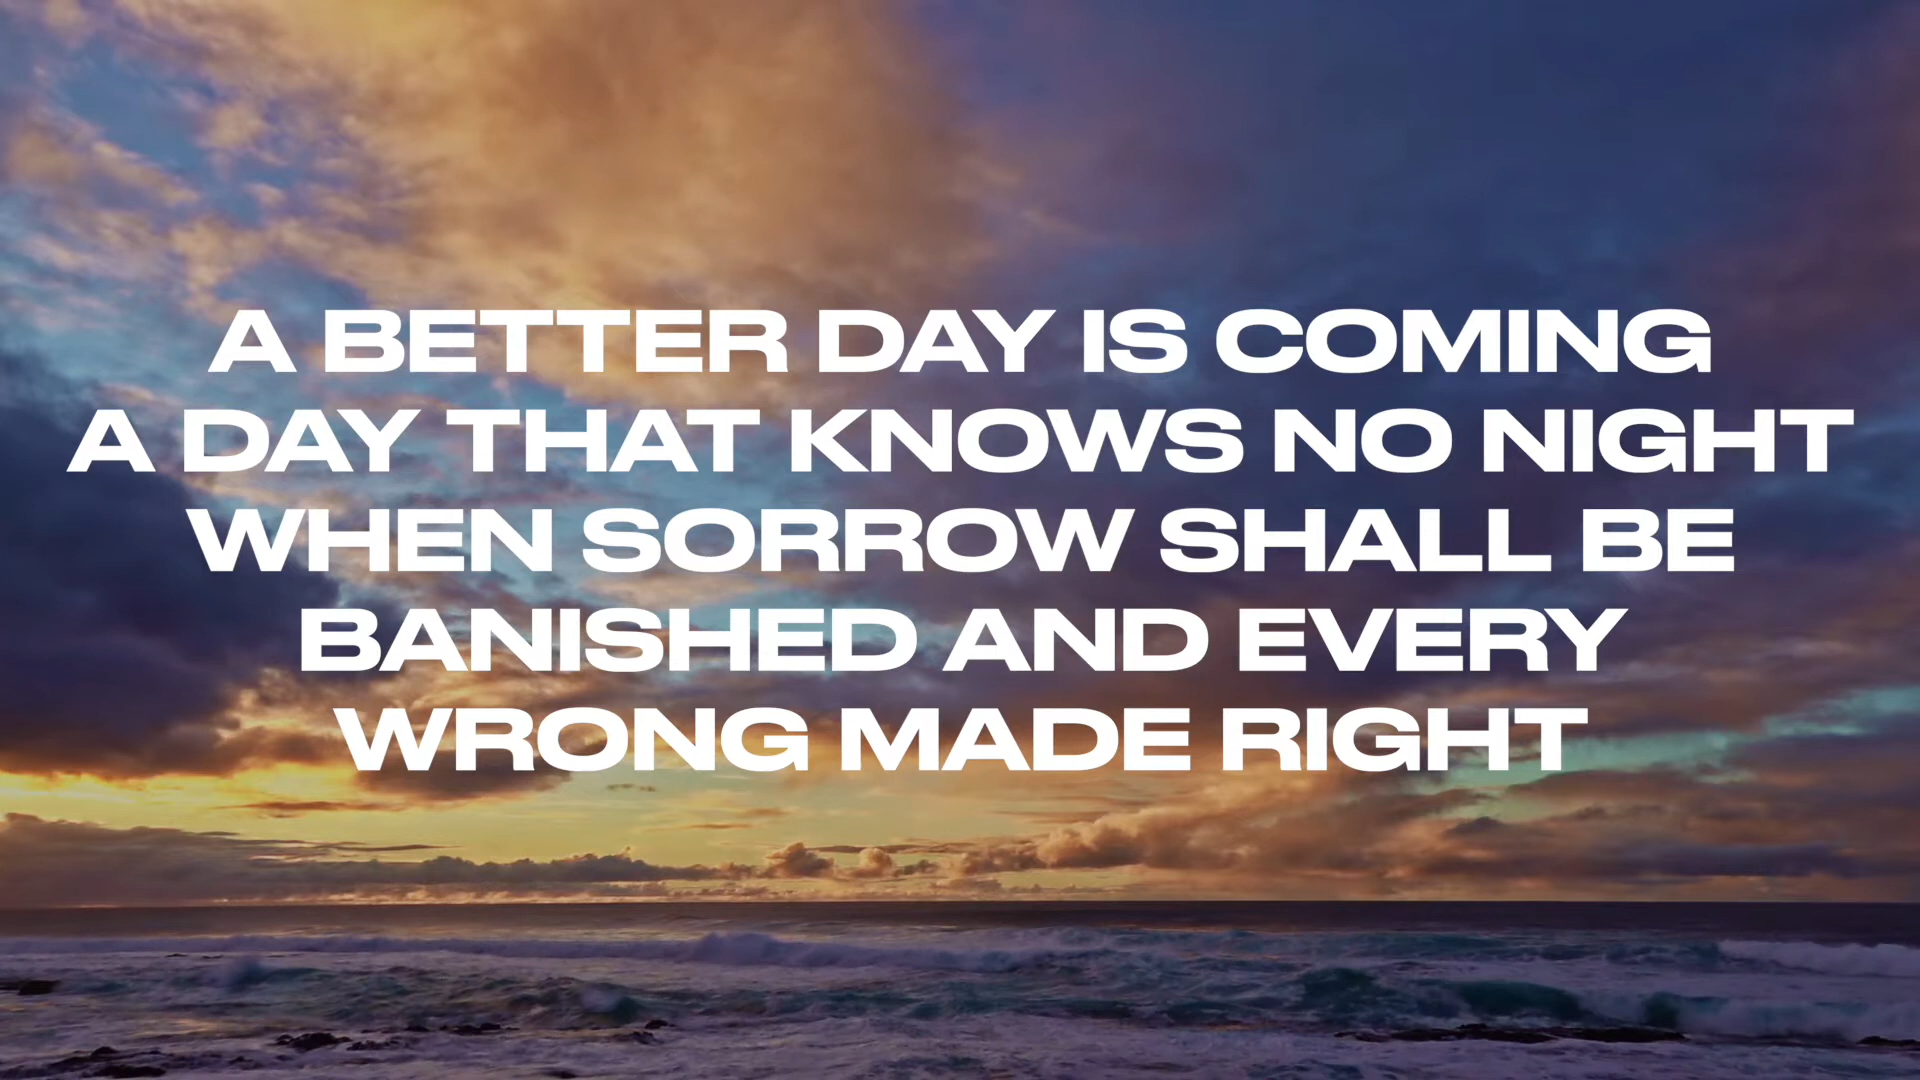 A BETTER DAY IS COMING
A DAY THAT KNOWS NO NIGHT
WHEN SORROW SHALL BE
BANISHED AND EVERY
WRONG MADE RIGHT